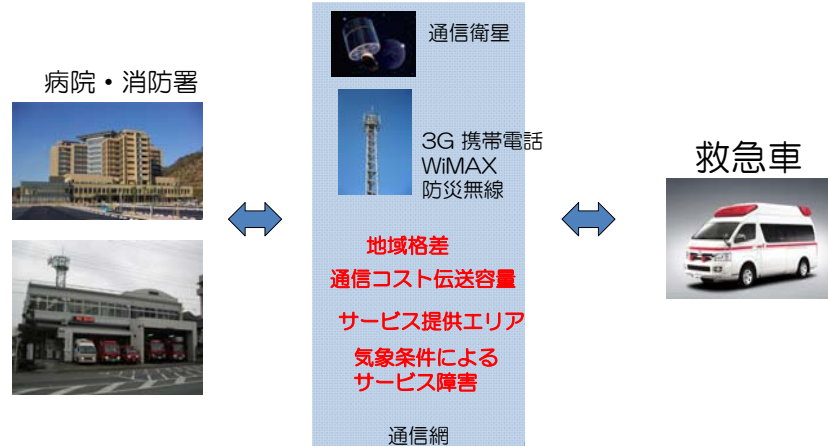 病院・消防署
通信衛星
3G 携帯電話
WiMAX
防災無線
地域格差
通信コスト伝送容量
サービス提供エリア
気象条件による
サービス障害
通信網
救急車